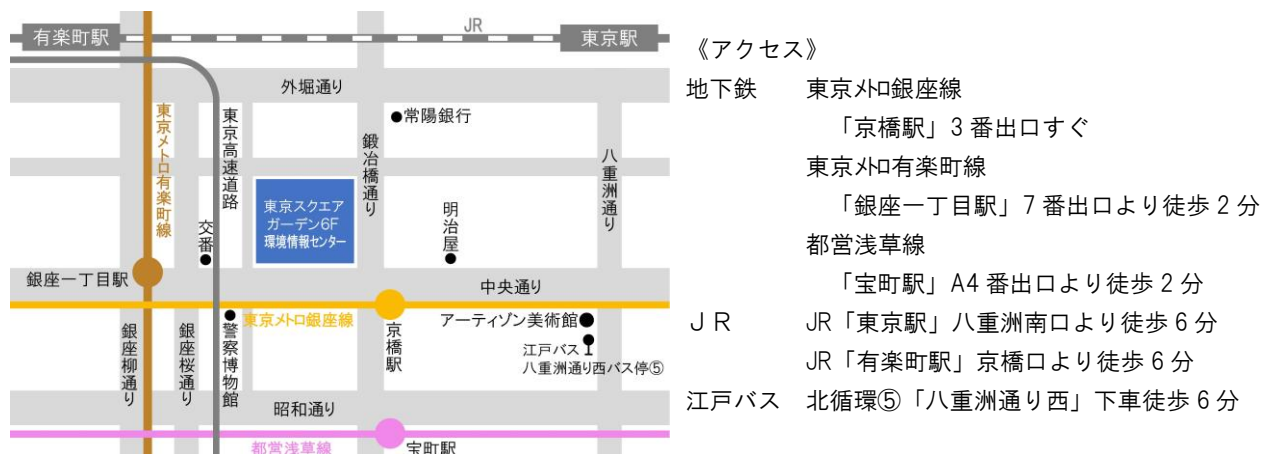 有楽町駅
JR
東京駅
外堀通り
東京メトロ有楽町線
東京高速道路
常陽銀行
鍛冶橋通り
八重洲通り
東京スクエア
ガーデン6F
環境情報センター
交番
明治屋
銀座一丁目駅
中央通り
東京メトロ銀座線
アーティゾン美術館
銀座柳通り
銀座桜通り
警察博物館
京橋駅
江戸バス
八重洲通り西バス停⑤
昭和通り
都営浅草線
宝町駅
《アクセス》
地下鉄 東京メトロ銀座線
「京橋駅」3番出口すぐ
東京メトロ有楽町線
「銀座一丁目駅」7番出口より徒歩2分
都営浅草線
「宝町駅」A4番出口より徒歩2分
JR JR「東京駅」八重洲南口より徒歩6分
JR「有楽町駅」京橋口より徒歩6分
江戸バス 北循環⑤「八重洲通り西」下車徒歩6分